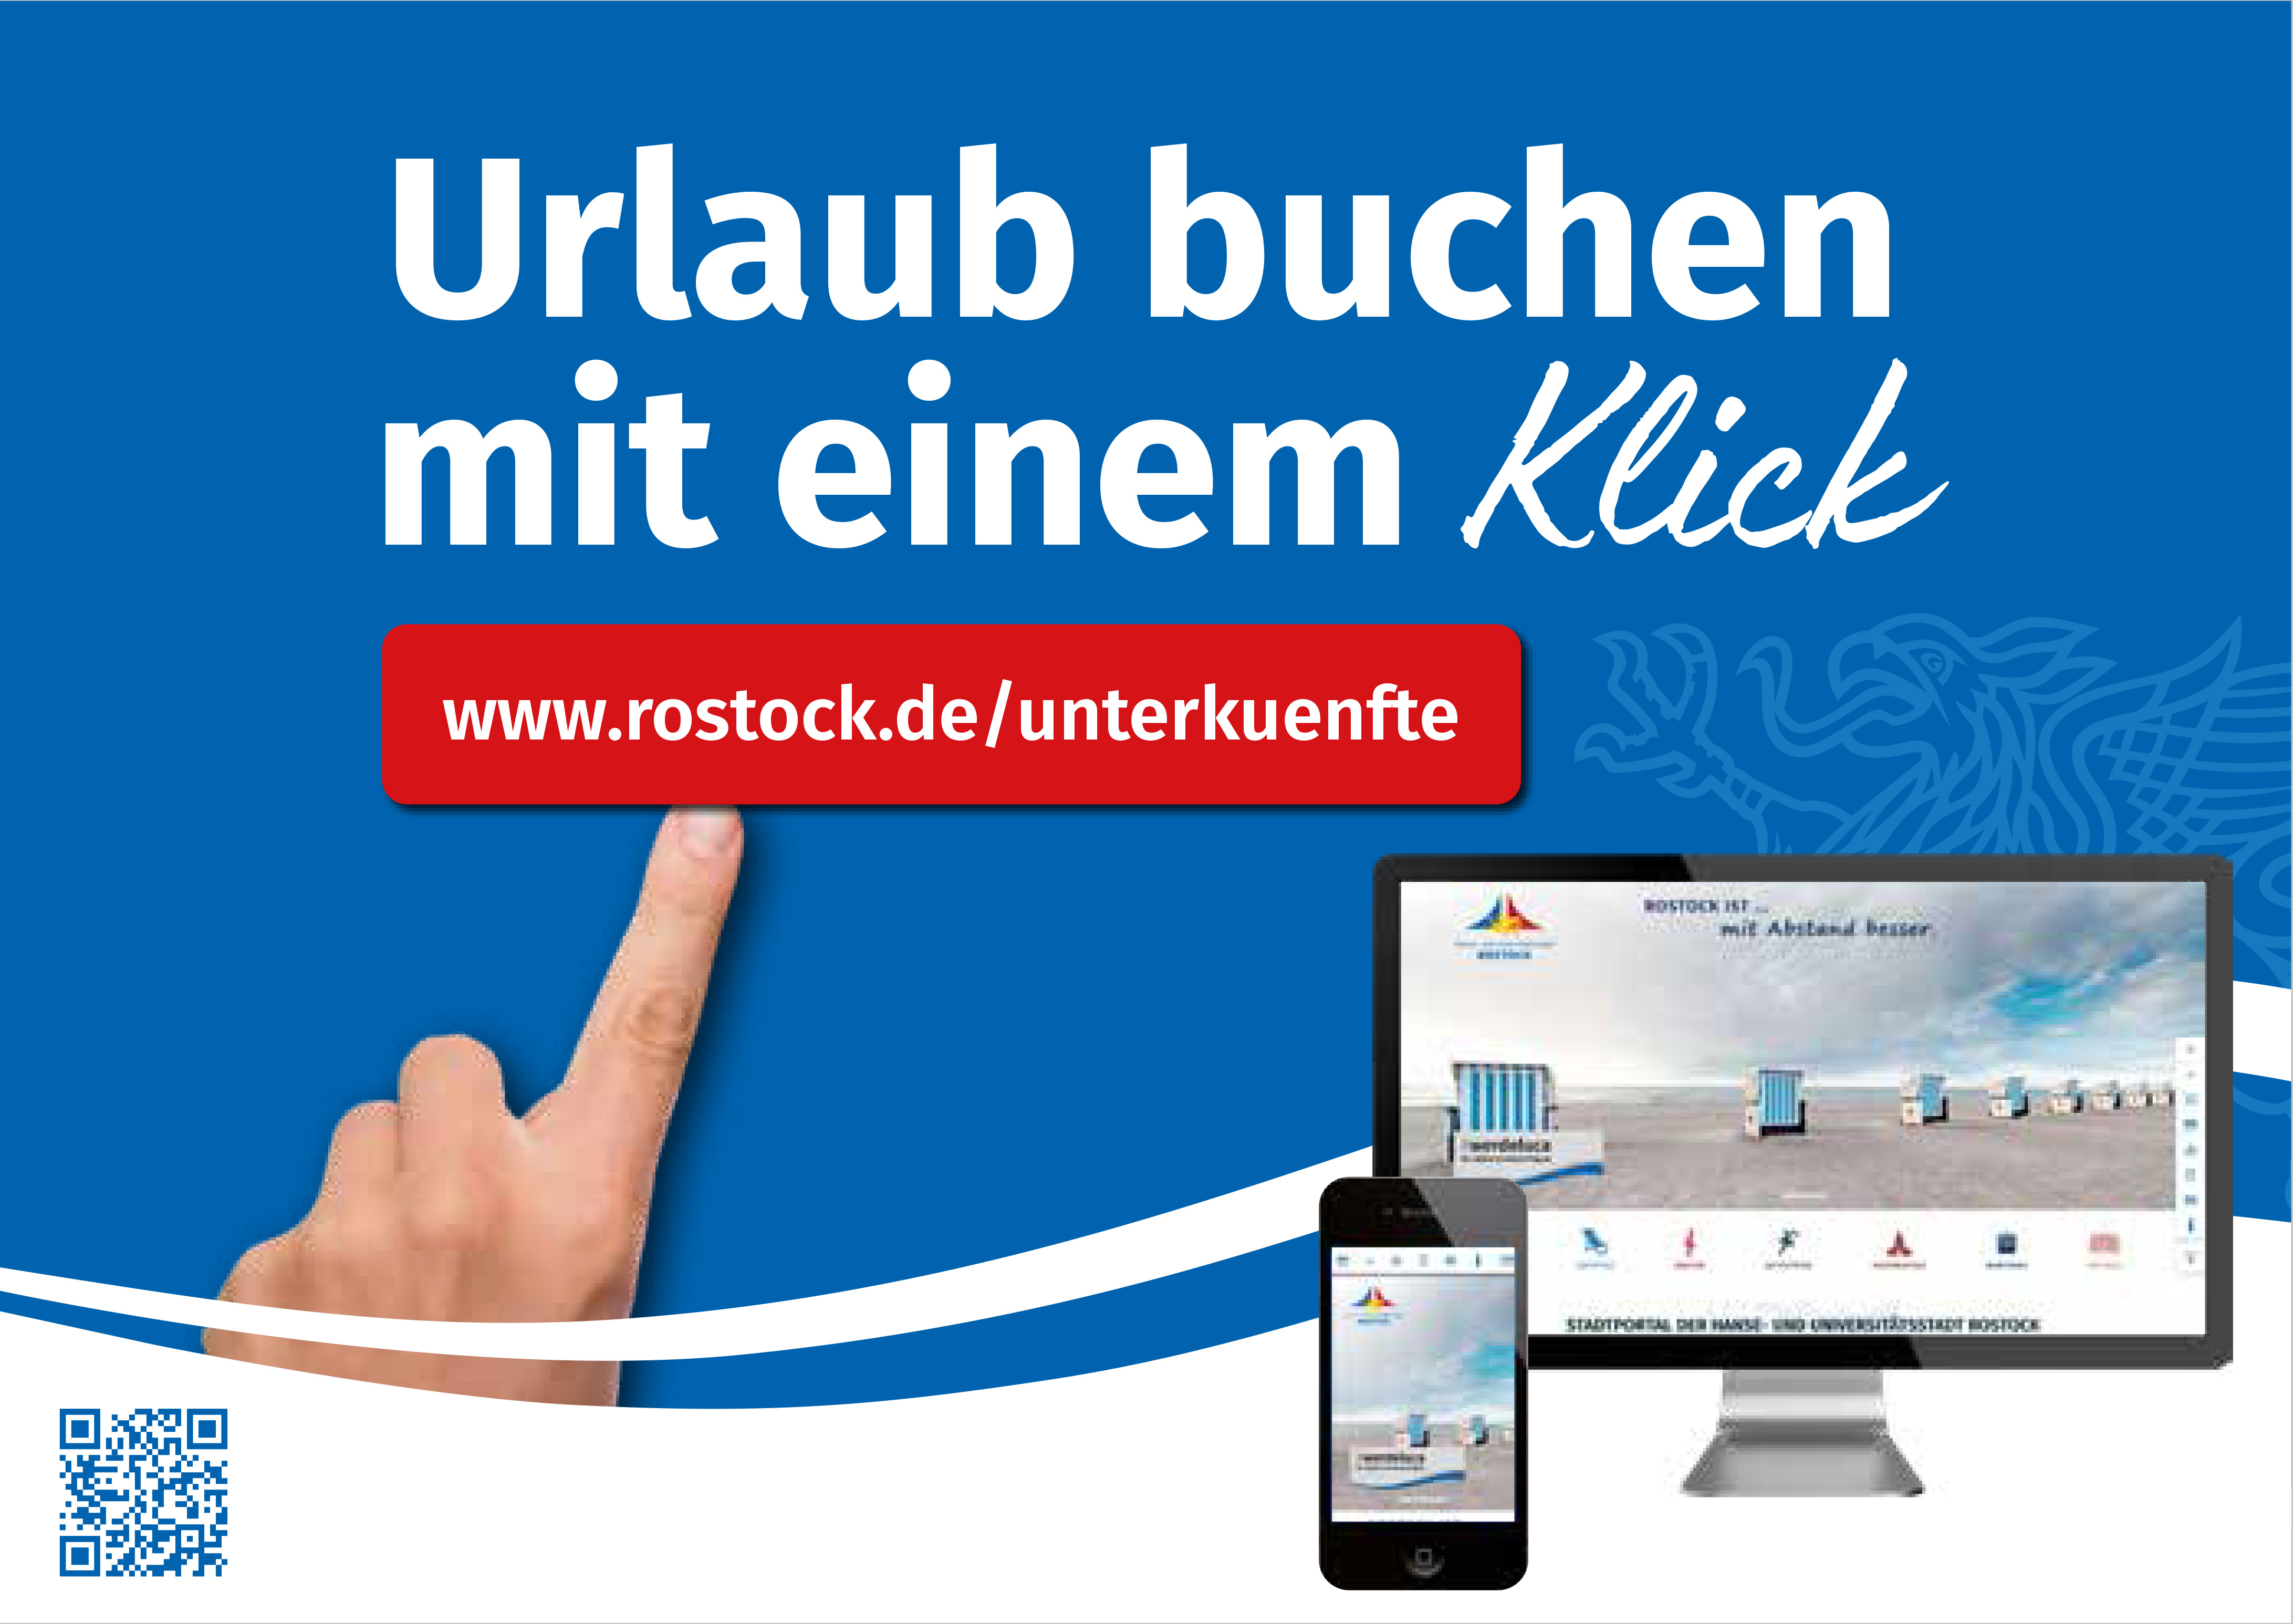 Urlaub buchen
mit einem Klick
www.rostock.de/unterkuenfte
ROSTOCK IST ...
mit Abstand besser.
ROSTOCK
STADTPORTAL DER HANSE- UND UNIVERSITÄTSSTADT ROSTOCK